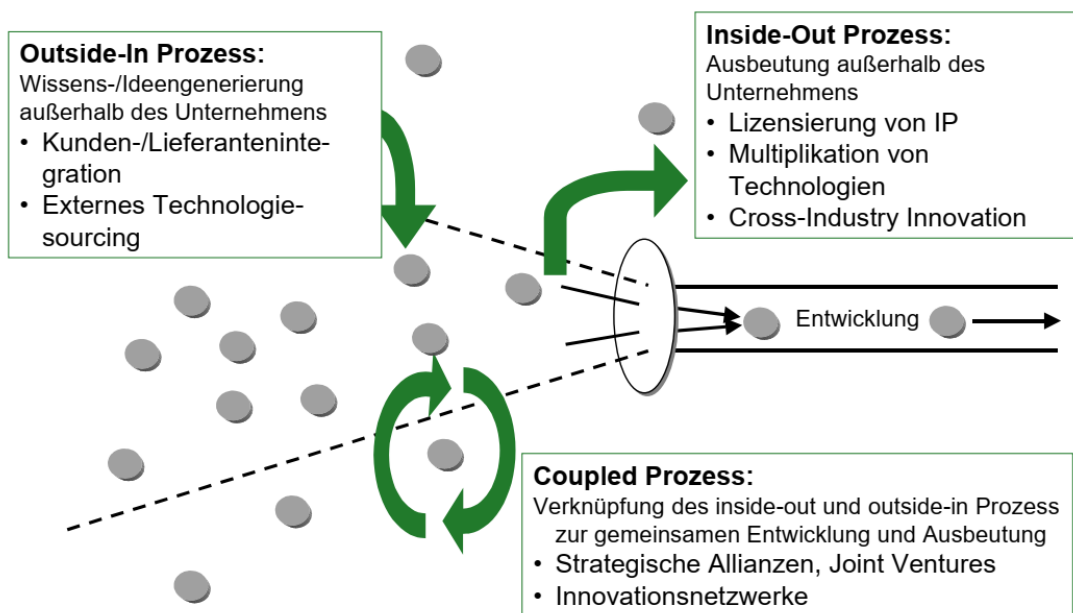 Outside-In Prozess:
Wissens-/Ideengenerierung
außerhalb des Unternehmens
• Kunden-/Lieferanteninte-
gration
• Externes Technologie-
sourcing
Inside-Out Prozess:
Ausbeutung außerhalb des
Unternehmens
• Lizensierung von IP
• Multiplikation von
Technologien
• Cross-Industry Innovation
Entwicklung
Coupled Prozess:
Verknüpfung des inside-out und outside-in Prozess
zur gemeinsamen Entwicklung und Ausbeutung
• Strategische Allianzen, Joint Ventures
• Innovationsnetzwerke